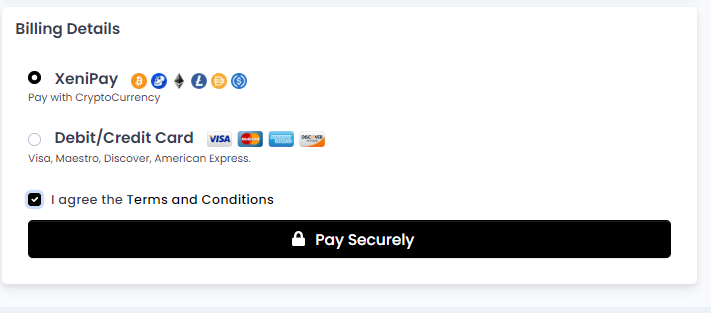 Billing Details
XeniPay
Pay with CryptoCurrency
Debit/Credit Card VISA DISCOVER
Visa, Maestro, Discover, American Express.
I agree the Terms and Conditions
Pay Securely